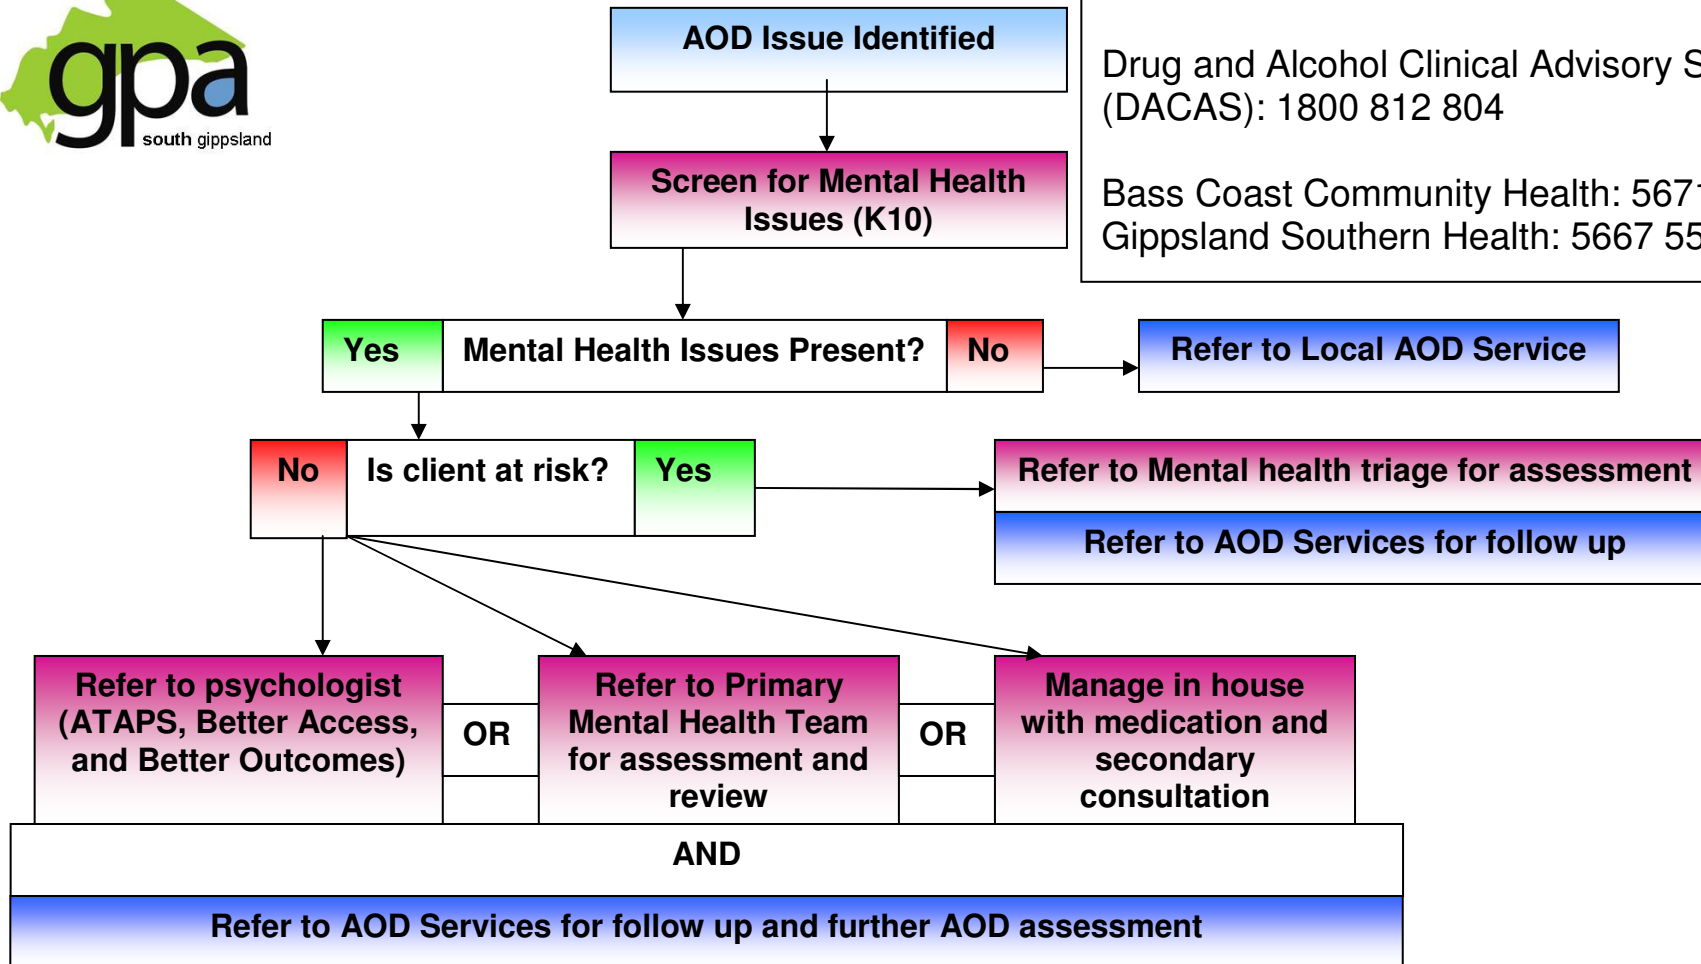 gpa
south gippsland
AOD Issue Identified
Drug and Alcohol Clinical Advisory
(DACAS): 1800 812 804
Bass Coast Community Health: 5671
Gippsland Southern Health: 5667 55
Screen for Mental Health
Issues (K10)
Yes
Mental Health Issues Present?
No
Refer to Local AOD Service
No
Is client at risk?
Yes
Refer to Mental health triage for assessment
Refer to AOD Services for follow up
Refer to psychologist
(ATAPS, Better Access,
and Better Outcomes)
OR
Refer to Primary
Mental Health Team
for assessment and
review
OR
Manage in house
with medication and
secondary
consultation
AND
Refer to AOD Services for follow up and further AOD assessment